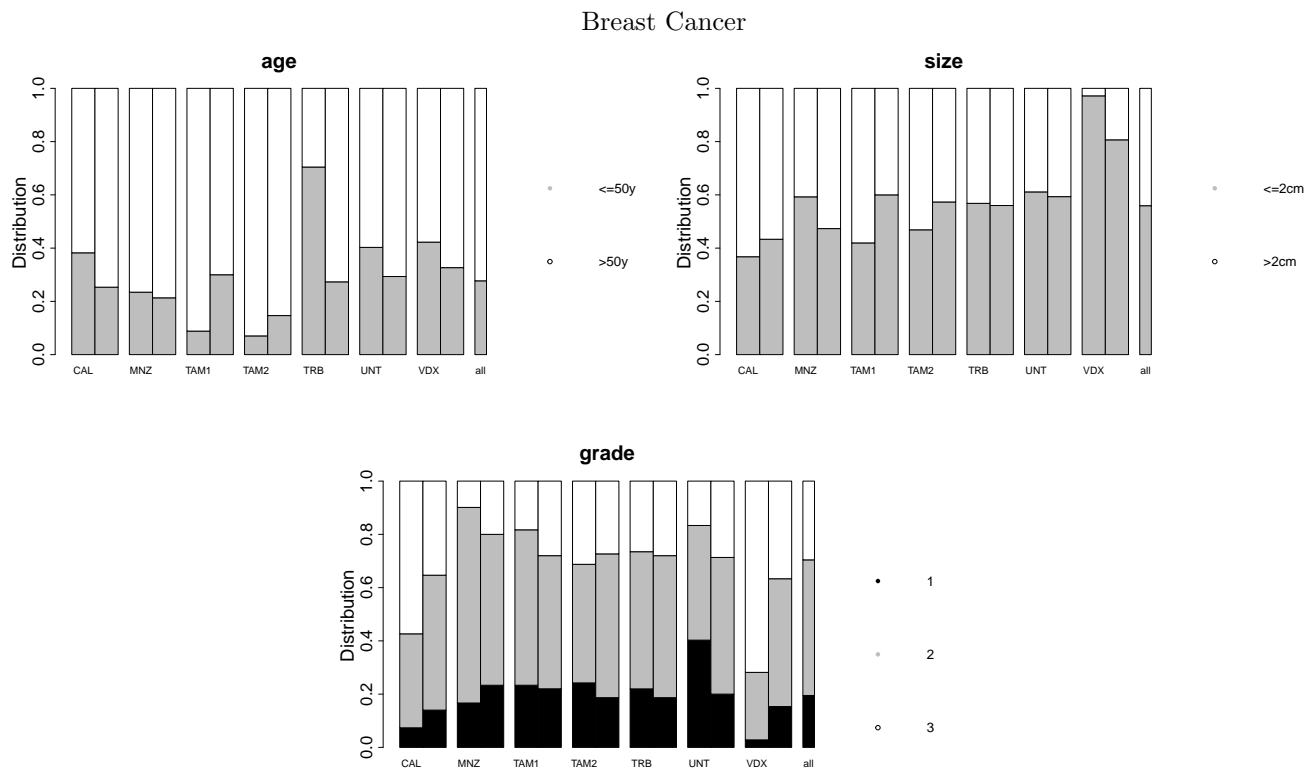 Breast Cancer
age
1.0
0.8
0.6
0.4
0.2
0.0
Distribution
CAL MNZ TAM1 TAM2 TRB UNT VDX all
<=50y
>50y
size
1.0
0.8
0.6
0.4
0.2
0.0
Distribution
CAL MNZ TAM1 TAM2 TRB UNT VDX all
<=2cm
>2cm
grade
1.0
0.8
0.6
0.4
0.2
0.0
Distribution
CAL MNZ TAM1 TAM2 TRB UNT VDX all
1
2
3